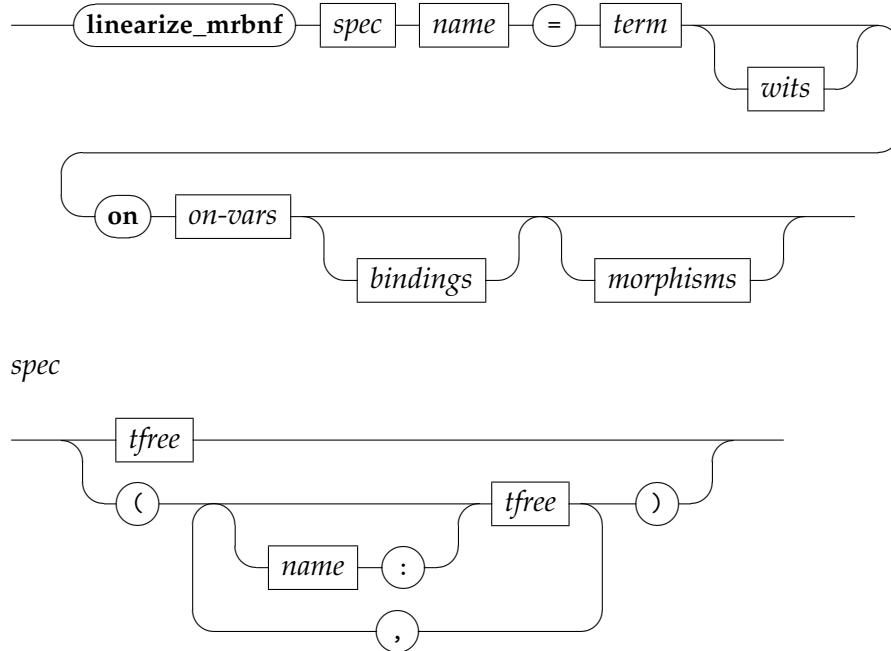 linearize_mrbnf spec name = term
wits
on on-vars
bindings morphisms
spec
tfree
( tfree )
name :
,